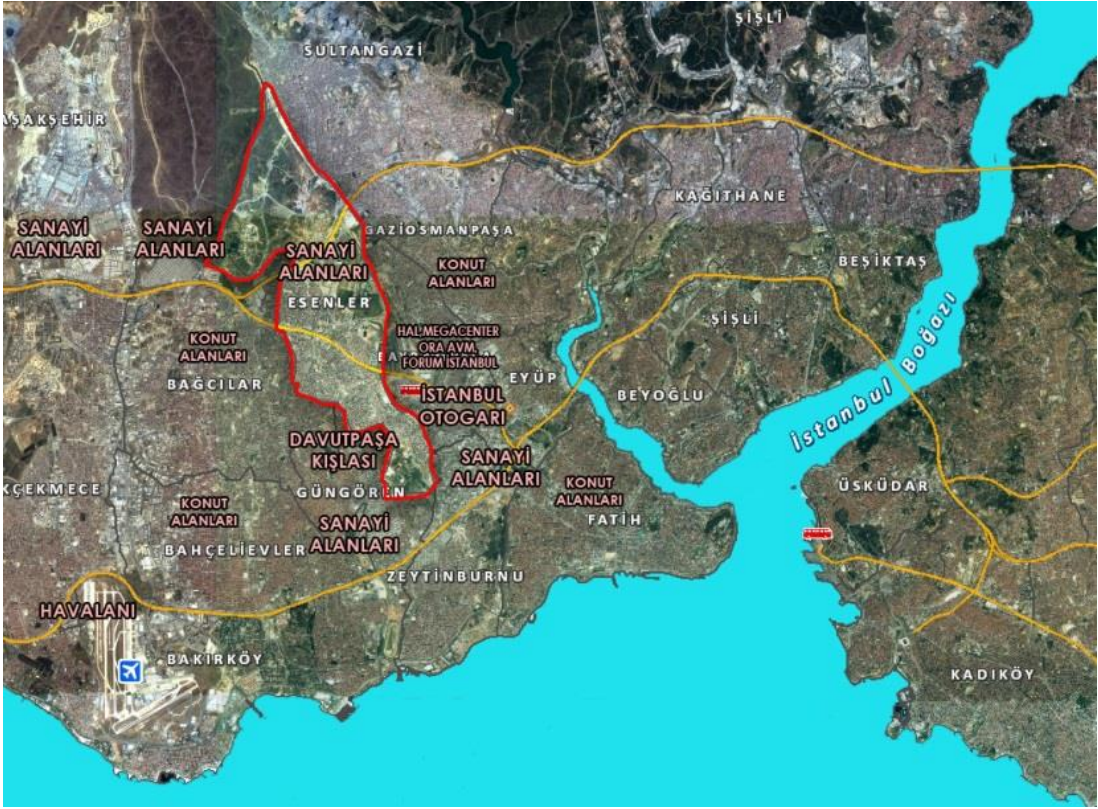 ŞİŞLİ
SULTANGAZİ
AŞAKŞEHİR
KAĞITHANE
SANAYİ
ALANLARI
SANAYİ
ALANLARI
GAZİOSMANPAŞA
SANAYİ
ALANLARI
KONUT
ALANLARI
BEŞİKTAŞ
ESENLER
ŞİŞLİ
KONUT
ALANLARI
HAL,MEGACENTER
ORA AVM,
FORUM İSTANBUL
İstanbul Boğazı
BAĞCILAR
EYÜP
BEYOĞLU
İSTANBUL
OTOGARI
DAVUTPAŞA
KIŞLASI
SANAYİ
ALANLARI
KÇEKMECE
GÜNGÖREN
KONUT
ALANLARI
ÜSKÜDAR
KONUT
ALANLARI
FATİH
SANAYİ
ALANLARI
BAHÇELİEVLER
ZEYTİNBURNU
HAVALANI
BAKIRKÖY
KADIKÖY